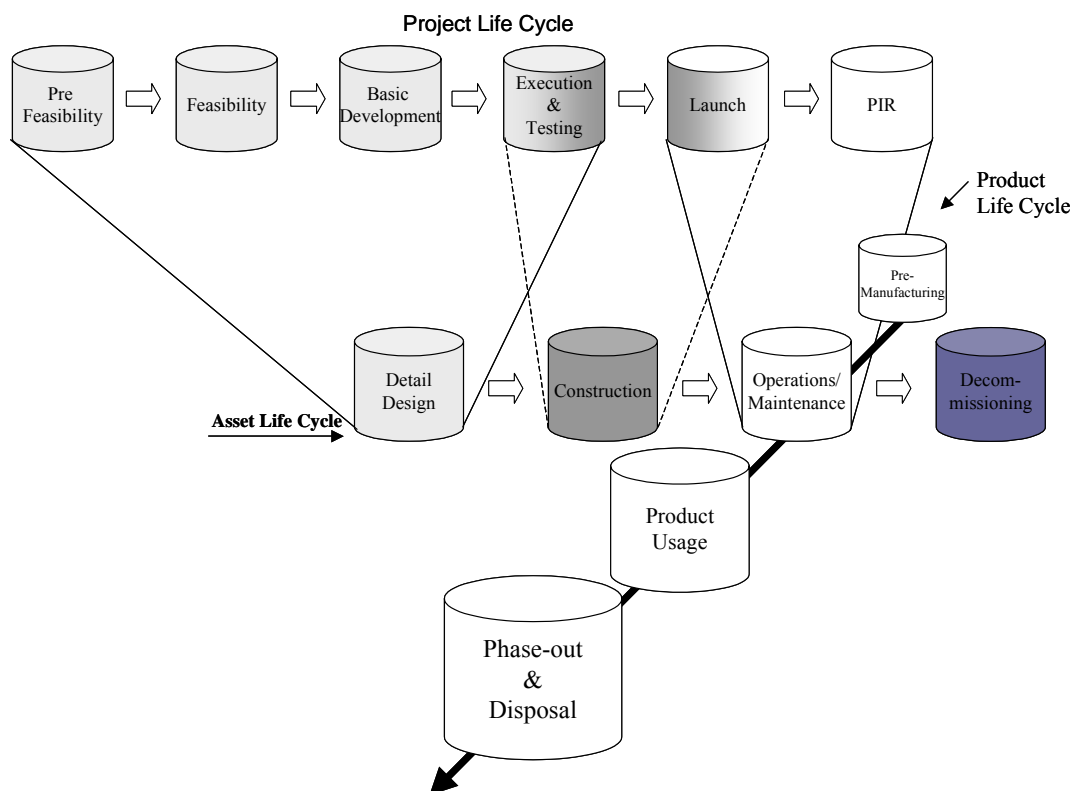 Project Life Cycle
Pre
Feasibility
Feasibility
Basic
Development
Execution
&
Testing
Launch
PIR
Product
Life Cycle
Pre-
Manufacturing
Detail
Design
Construction
Operations/
Maintenance
Decom-
missioning
Asset Life Cycle
Product
Usage
Phase-out
&
Disposal